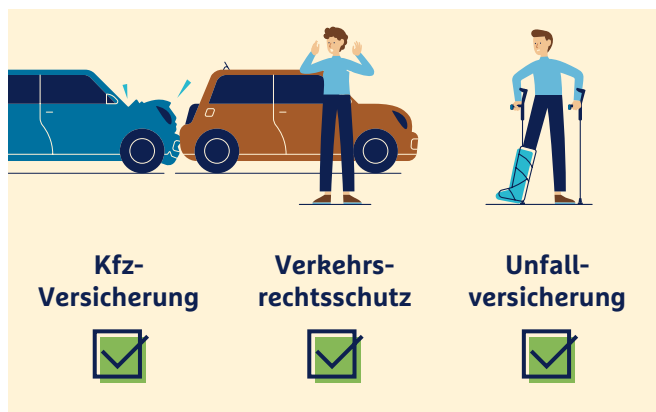 Kfz-
Versicherung
Verkehrs-
rechtsschutz
Unfall-
versicherung